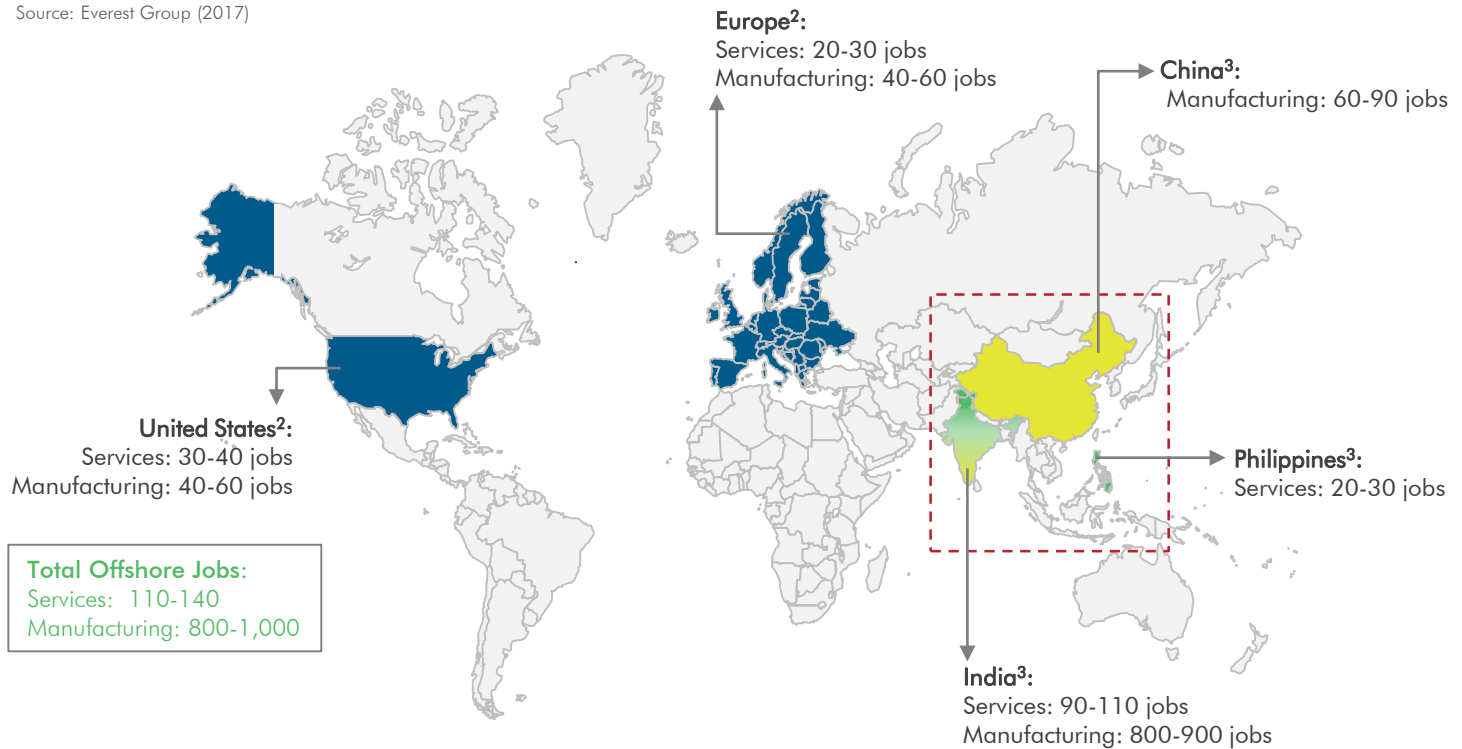 Source: Everest Group (2017)
Europe²:
Services: 20-30 jobs
Manufacturing: 40-60 jobs
China³:
Manufacturing: 60-90 jobs
United States²:
Services: 30-40 jobs
Manufacturing: 40-60 jobs
Philippines³:
Services: 20-30 jobs
Total Offshore Jobs:
Services: 110-140
Manufacturing: 800-1,000
India³:
Services: 90-110 jobs
Manufacturing: 800-900 jobs